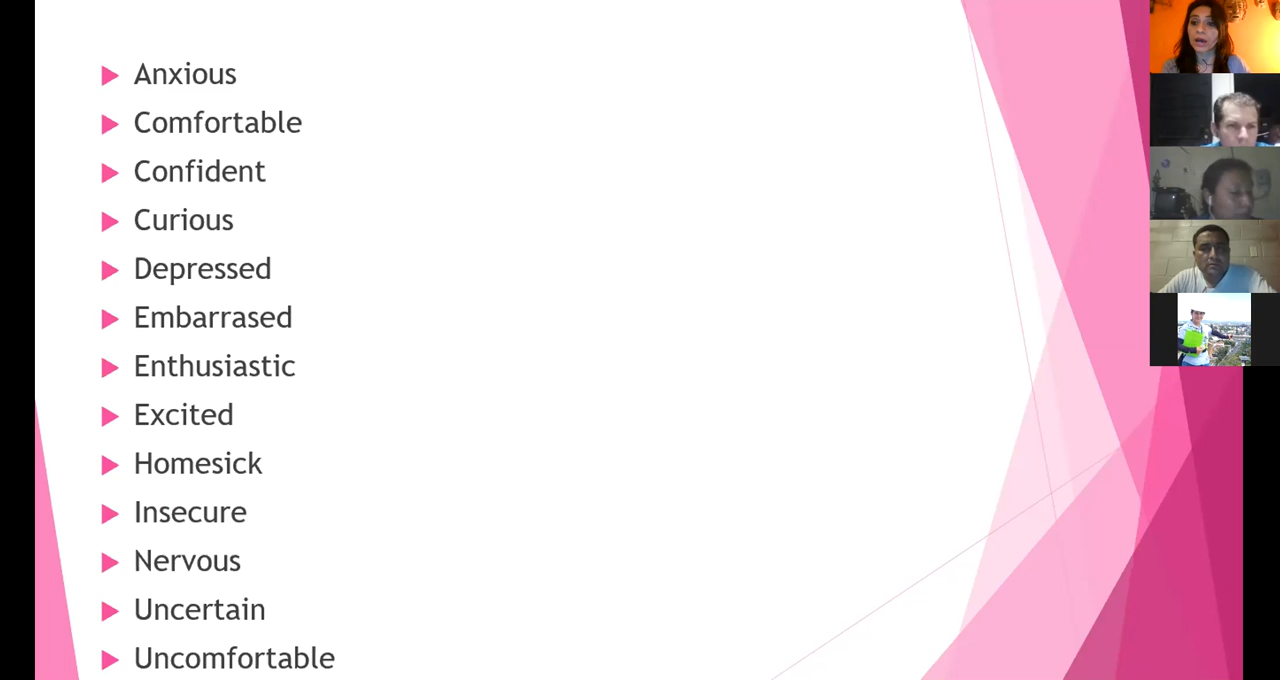 Anxious
Comfortable
Confident
Curious
Depressed
Embarrased
Enthusiastic
Excited
Homesick
Insecure
Nervous
Uncertain
Uncomfortable